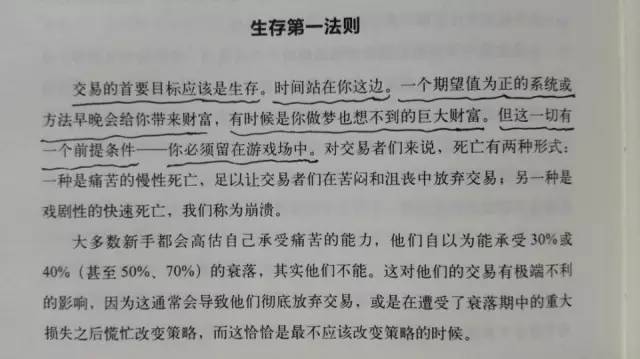 生存第一法则
交易的首要目标应该是生存。时间站在你这边。一个期望值为正的系统或
方法早晚会给你带来财富，有时候是你做梦也想不到的巨大财富。但这一切有
一个前提条件——你必须留在游戏场中。对交易者们来说，死亡有两种形式：
一种是痛苦的慢性死亡，足以让交易者们在苦闷和沮丧中放弃交易；另一种是
戏剧性的快速死亡，我们称为崩溃。
大多数新手都会高估自己承受痛苦的能力，他们自以为能承受30%或
40%（甚至50%、70%）的衰落，其实他们不能。这对他们的交易有极端不利
的影响，因为这通常会导致他们彻底放弃交易，或是在遭受了衰落期中的重大
损失之后慌忙改变策略，而这恰恰是最不应该改变策略的时候。